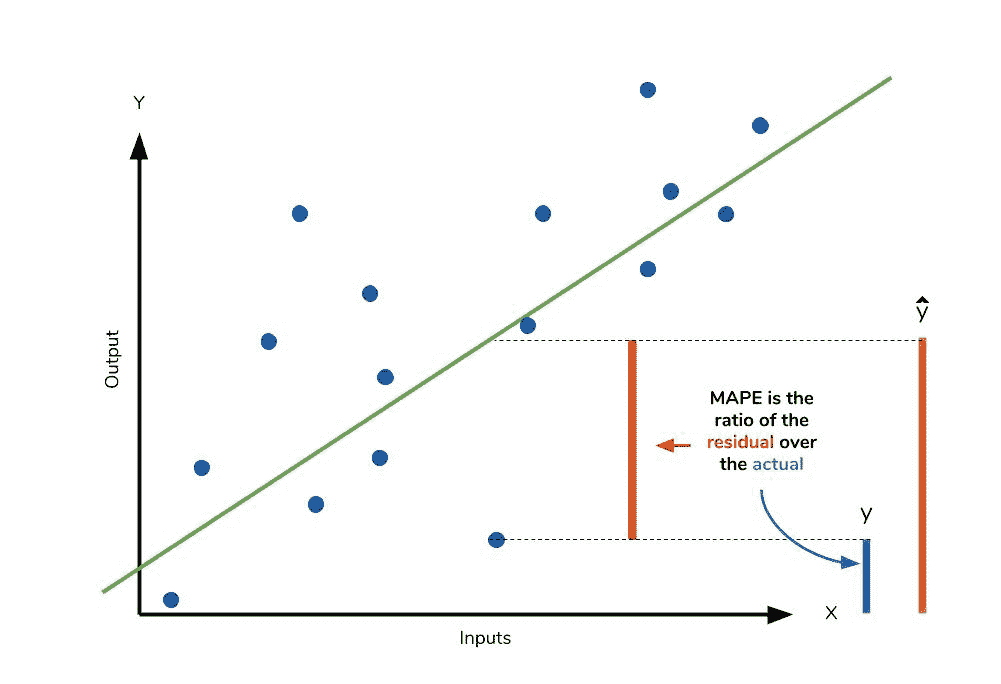 Y
Output
Inputs
X
MAPE is the
ratio of the
residual over
the actual
y
ŷ